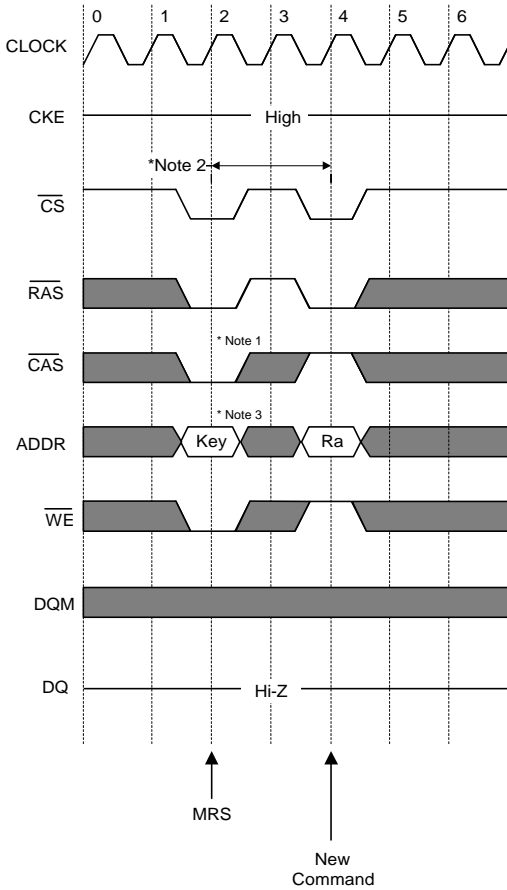 0 1 2 3 4 5 6
CLOCK
CKE
High
*Note 2
CS
RAS
* Note 1
CAS
* Note 3
ADDR
Key
Ra
WE
DQM
DQ
Hi-Z
MRS
New
Command